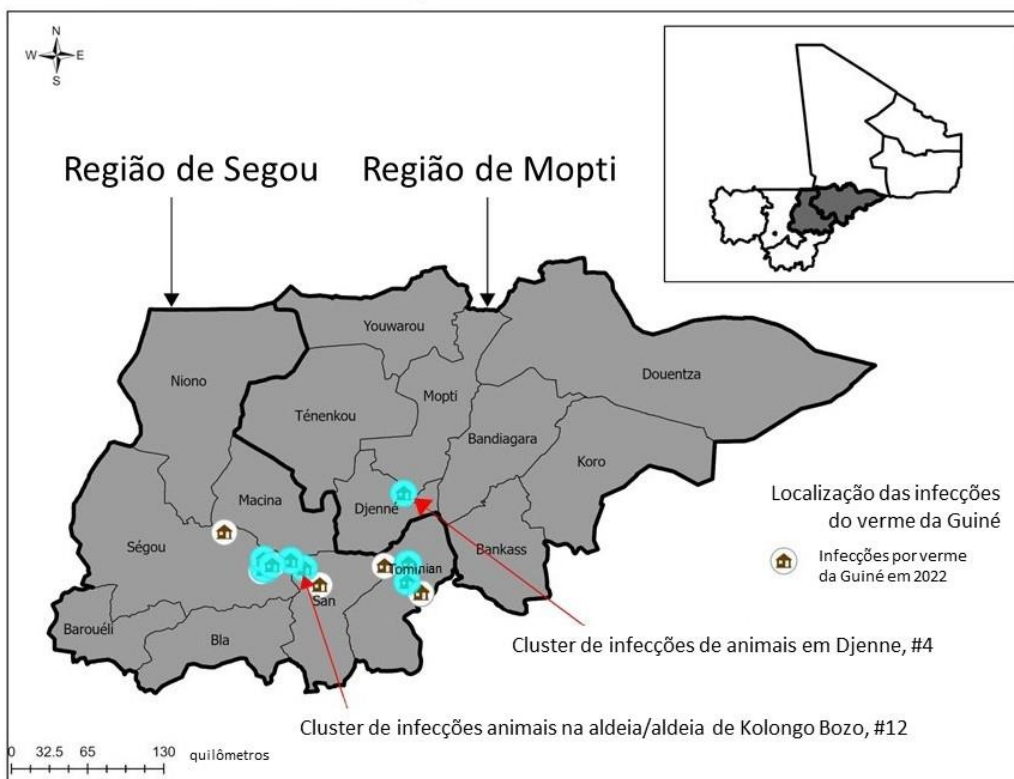 N
W E
S
Região de Segou
Região de Mopti
Youwarou
Niono
Douentza
Mopti
Ténenkou
Bandiagara
Koro
Macina
Djenné
Localização das infecções
do verme da Guiné
Ségou
Bankass
Tominian
Infecções por verme
da Guiné em 2022
San
Barouéli
Bla
Cluster de infecções de animais em Djenne, #4
Cluster de infecções animais na aldeia/aldeia de Kolongo Bozo, #12
0 32.5 65 130 quilômetros